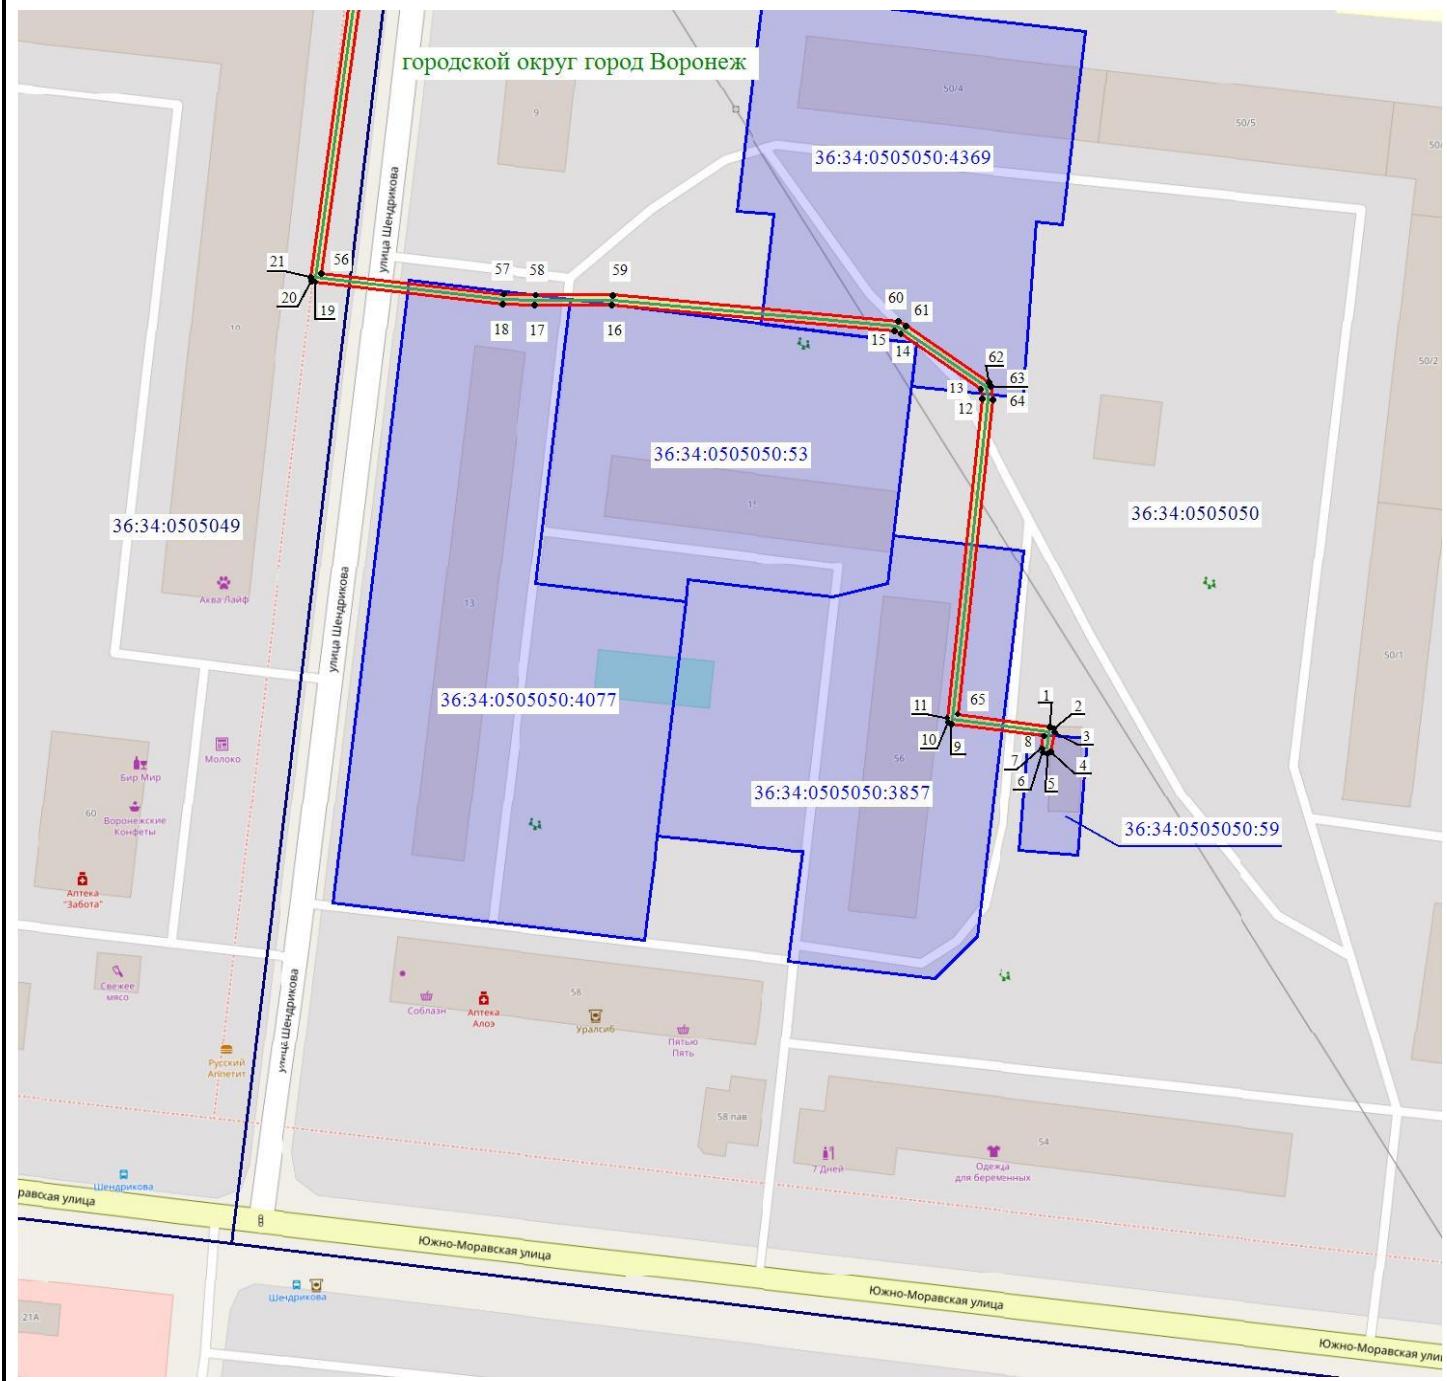 городской округ город Воронеж
50/4
9
50/5
50/
36:34:0505050:4369
улица Шендрикова
21
56
57
58
59
60
61
20
19
18
17
16
15
14
62
63
13
12
64
10
50/2
36:34:0505050:53
11
36:34:0505049
36:34:0505050
Аква Лайф
13
улица Шендрикова
50/1
36:34:0505050:4077
11
65
1
2
10
9
8
3
7
4
6
5
Молоко
56
Бир Мир
36:34:0505050:3857
60
Воронежские
Конфеты
36:34:0505050:59
Аптека
"Забота"
Свежее
мясо
улица Шендрикова
58
Соблазн
Аптека
Алоэ
Уралсиб
Пятью
Пять
Русский
Аппетит
58 пав
54
7 Дней
Одежда
для беременных
Шендрикова
равская улица
Южно-Моравская улица
Шендрикова
Южно-Моравская улица
21А
Южно-Моравская ули